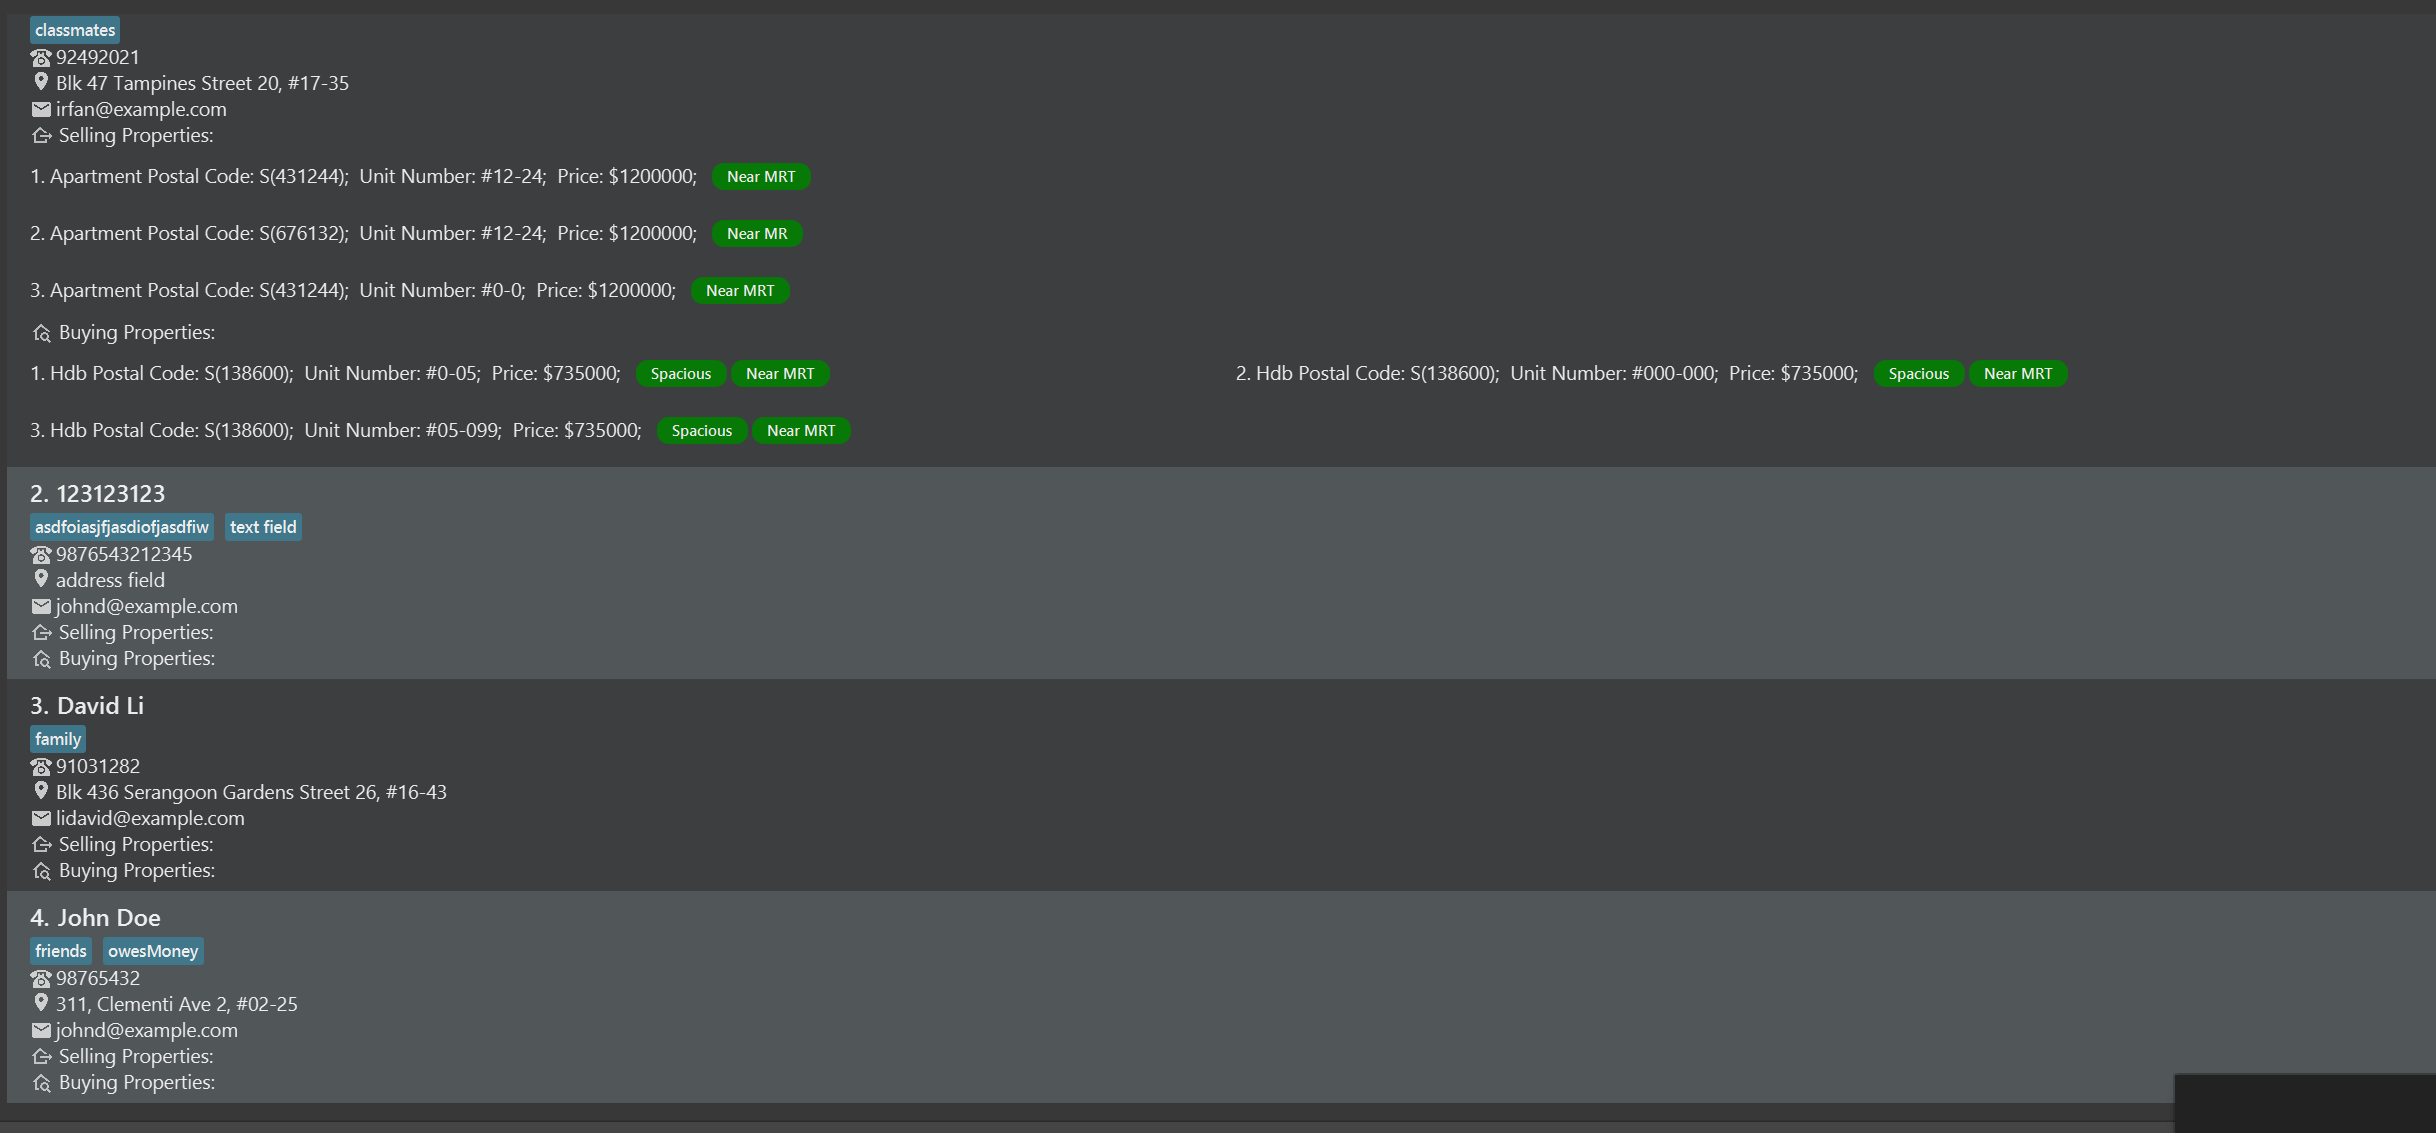 classmates
92492021
Blk 47 Tampines Street 20, #17-35
irfan@example.com
Selling Properties:
1. Apartment Postal Code: S(431244); Unit Number: #12-24; Price: $1200000; Near MRT
2. Apartment Postal Code: S(676132); Unit Number: #12-24; Price: $1200000; Near MR
3. Apartment Postal Code: S(431244); Unit Number: #0-0; Price: $1200000; Near MRT
Buying Properties:
1. Hdb Postal Code: S(138600); Unit Number: #0-05; Price: $735000; Spacious Near MRT
2. Hdb Postal Code: S(138600); Unit Number: #000-000; Price: $735000; Spacious Near MRT
3. Hdb Postal Code: S(138600); Unit Number: #05-099; Price: $735000; Spacious Near MRT
2. 123123123
asdfoiasjfjasdiofjasdfiw text field
9876543212345
address field
johnd@example.com
Selling Properties:
Buying Properties:
3. David Li
family
91031282
Blk 436 Serangoon Gardens Street 26, #16-43
lidavid@example.com
Selling Properties:
Buying Properties:
4. John Doe
friends owesMoney
98765432
311, Clementi Ave 2, #02-25
johnd@example.com
Selling Properties:
Buying Properties: